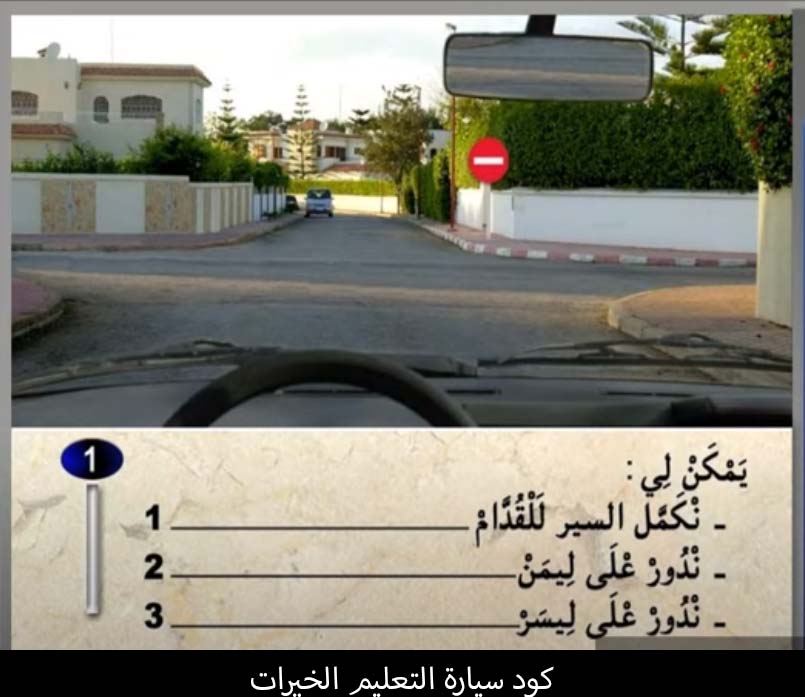 1
يَمْكَنْ لِي :
- نْكَمَّل السير لَلْقُدَّامْ 1
- نْدُورْ عْلَى لِيمَنْ 2
- نْدُورْ عْلَى لِيسَرْ 3
كود سيارة التعليم الخيرات